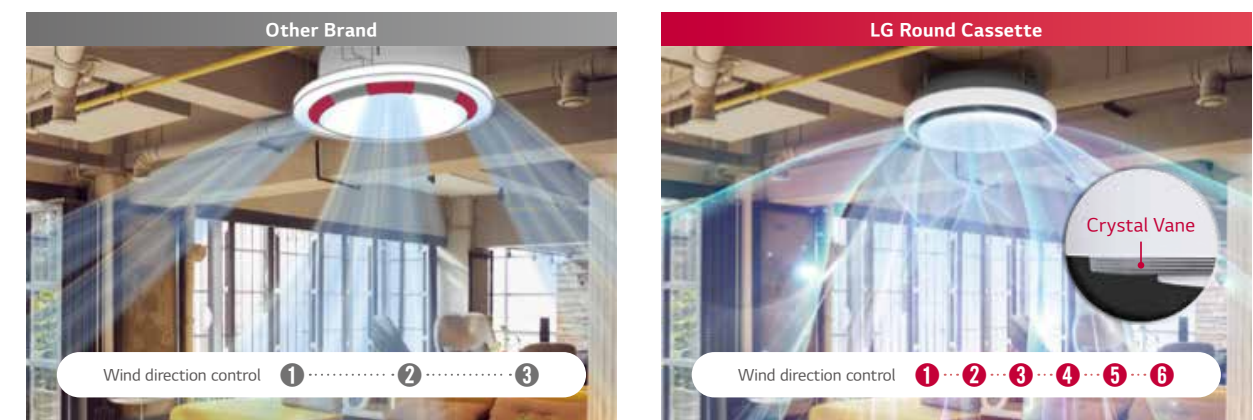 Other Brand
Wind direction control 1 2 3
LG Round Cassette
Crystal Vane
Wind direction control 1 2 3 4 5 6